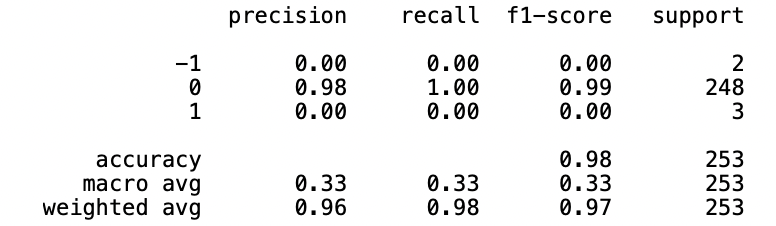 precision recall f1-score support
-1 0.00 0.00 0.00 2
0 0.98 1.00 0.99 248
1 0.00 0.00 0.00 3
accuracy 0.98 253
macro avg 0.33 0.33 0.33 253
weighted avg 0.96 0.98 0.97 253